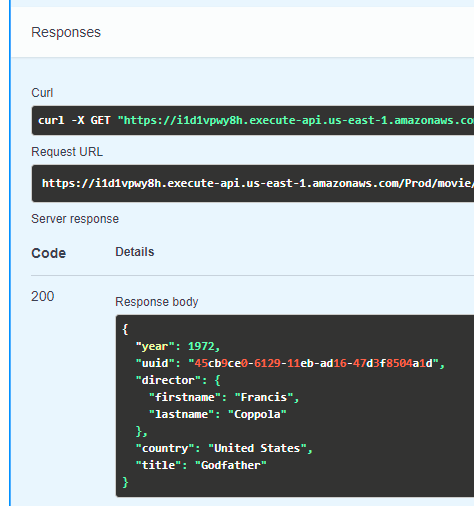 Responses
Curl
curl -X GET "https://i1d1vpwy8h.execute-api.us-east-1.amazonaws.co
Request URL
https://i1d1vpwy8h.execute-api.us-east-1.amazonaws.com/Prod/movie/
Server response
Code Details
200
Response body
{
"year": 1972,
"uuid": "45cb9ce0-6129-11eb-ad16-47d3f8504a1d",
"director": {
"firstname": "Francis",
"lastname": "Coppola"
},
"country": "United States",
"title": "Godfather"
}